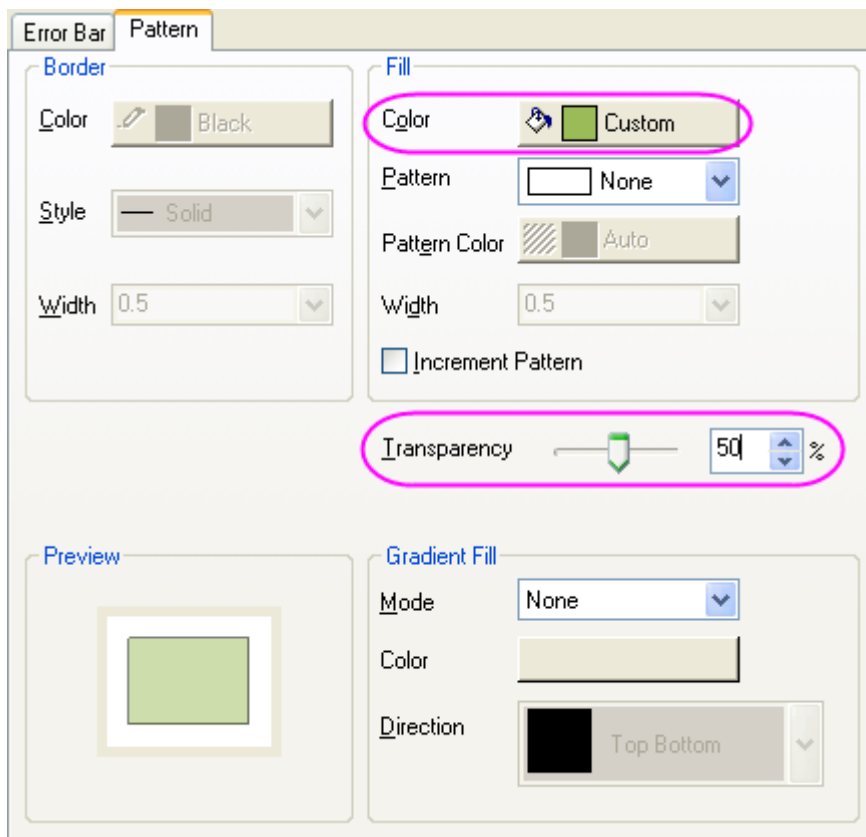 Error Bar Pattern
Border
Color Black
Style Solid
Width 0.5
Fill
Color Custom
Pattern None
Pattern Color Auto
Width 0.5
Increment Pattern
Transparency 50 %
Preview
Gradient Fill
Mode None
Color
Direction Top Bottom